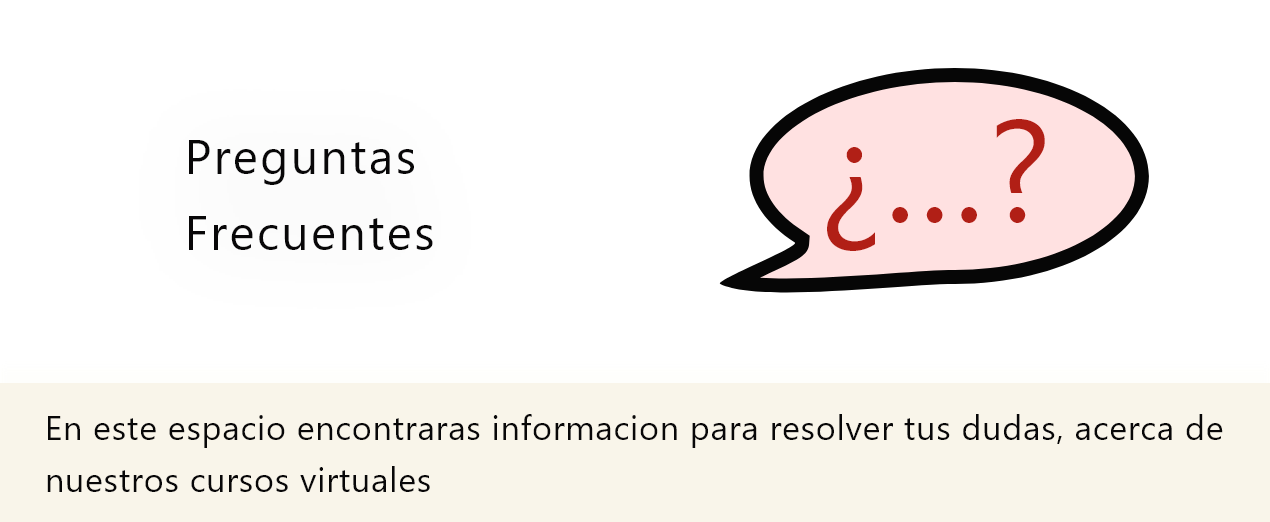 Preguntas
Frecuentes
¿...?
En este espacio encontraras informacion para resolver tus dudas, acerca de
nuestros cursos virtuales